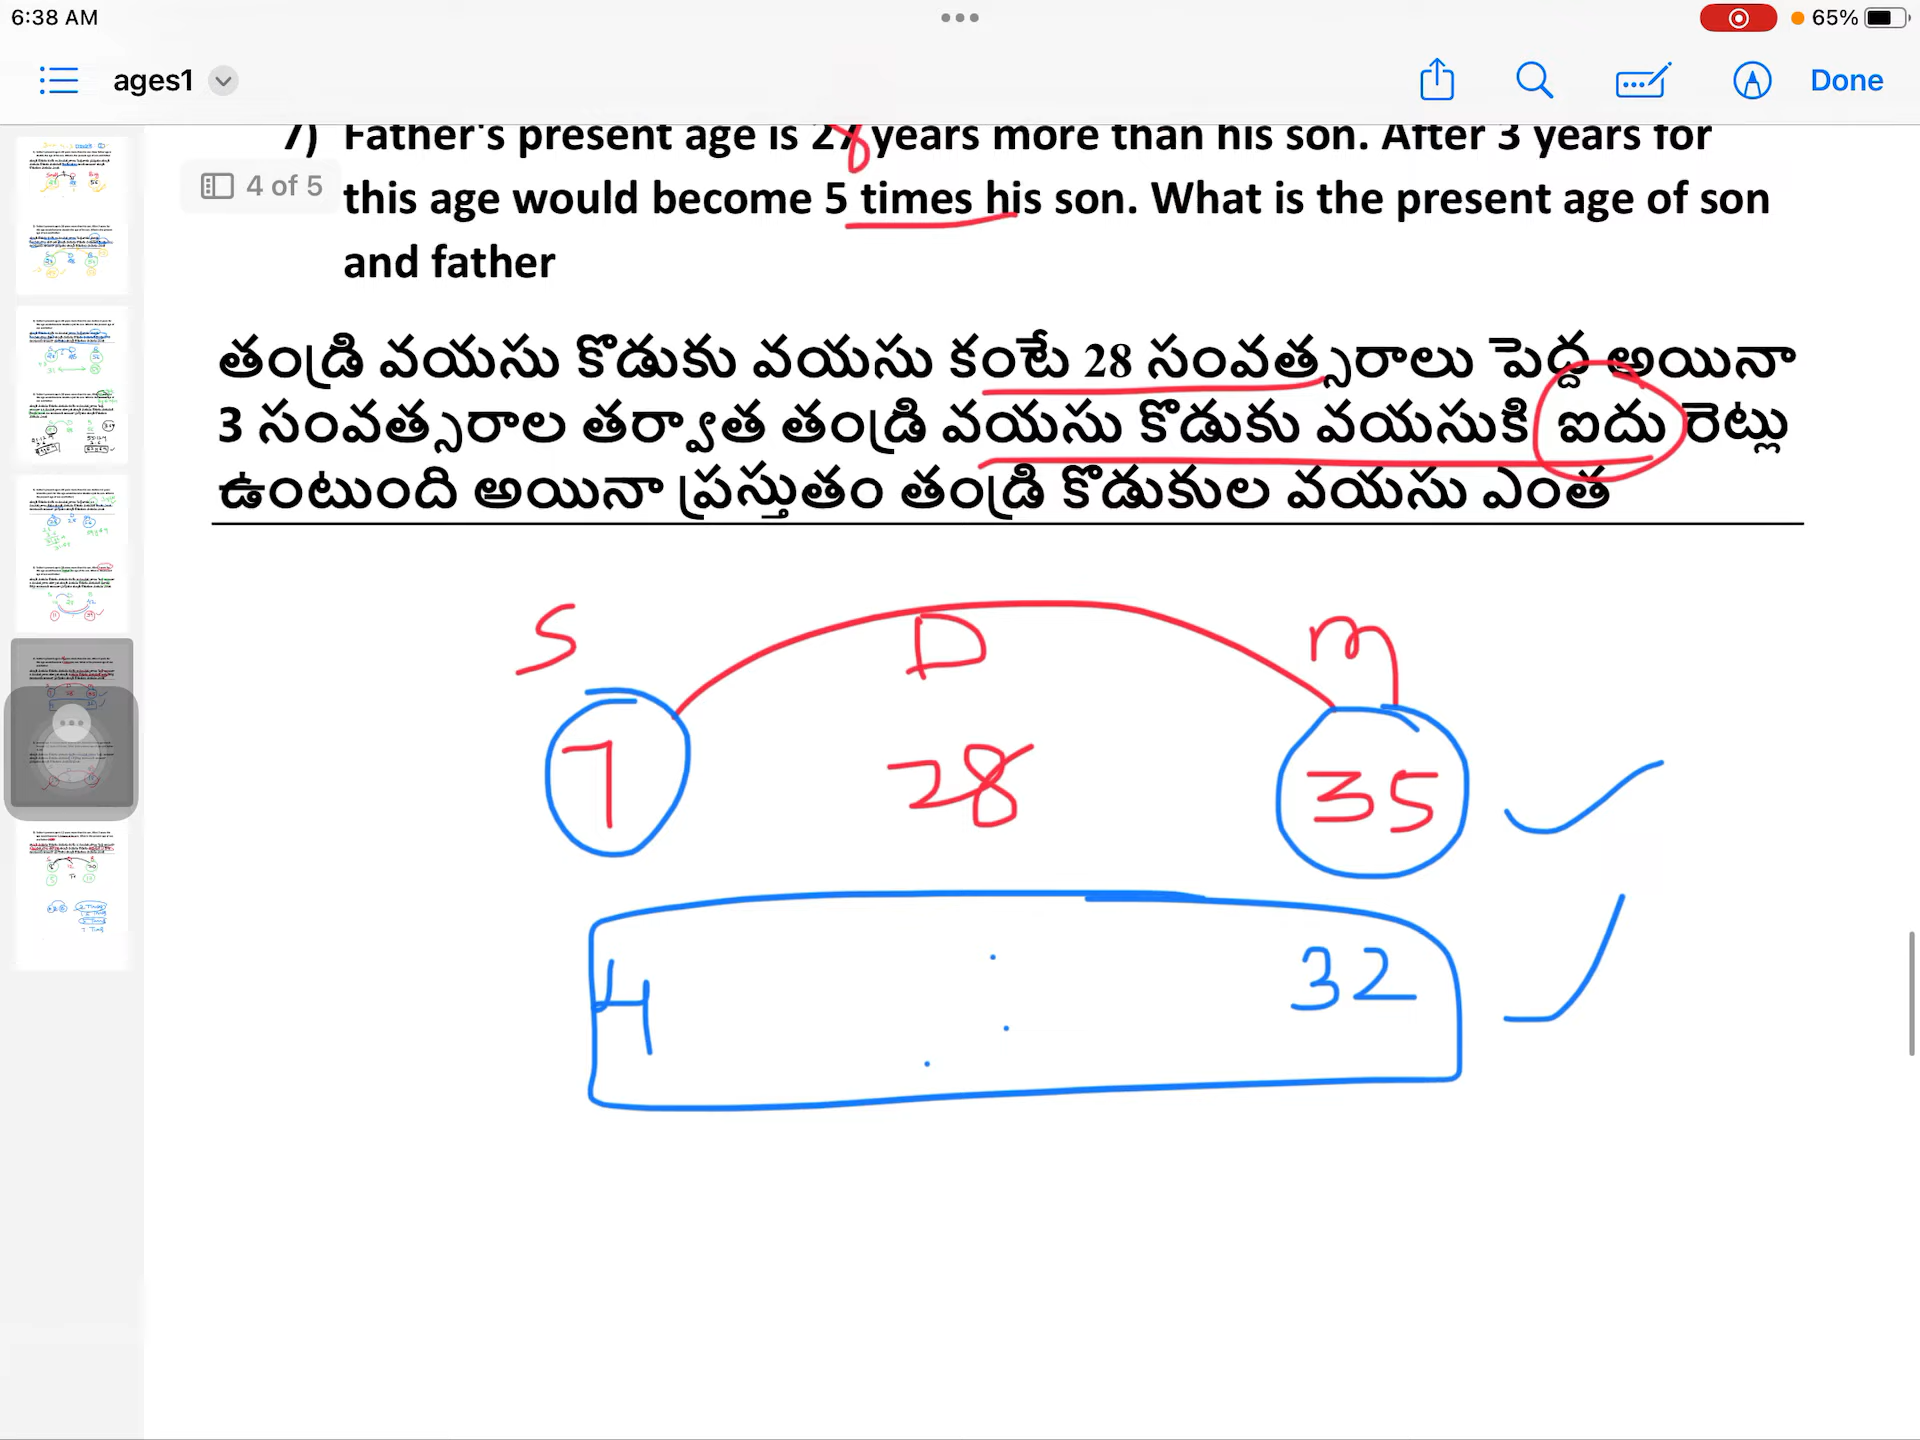 6:38 AM
65%
ages1
Done
7) Father's present age is 28 years more than his son. After 3 years for
4 of 5
this age would become 5 times his son. What is the present age of son
and father
తండ్రి వయసు కొడుకు వయసు కంటే 28 సంవత్సరాలు పెద్ద అయినా
3 సంవత్సరాల తర్వాత తండ్రి వయసు కొడుకు వయసుకి ఐదు రెట్లు
ఉంటుంది అయినా ప్రస్తుతం తండ్రి కొడుకుల వయసు ఎంత
S D m
7 28 35
4 32